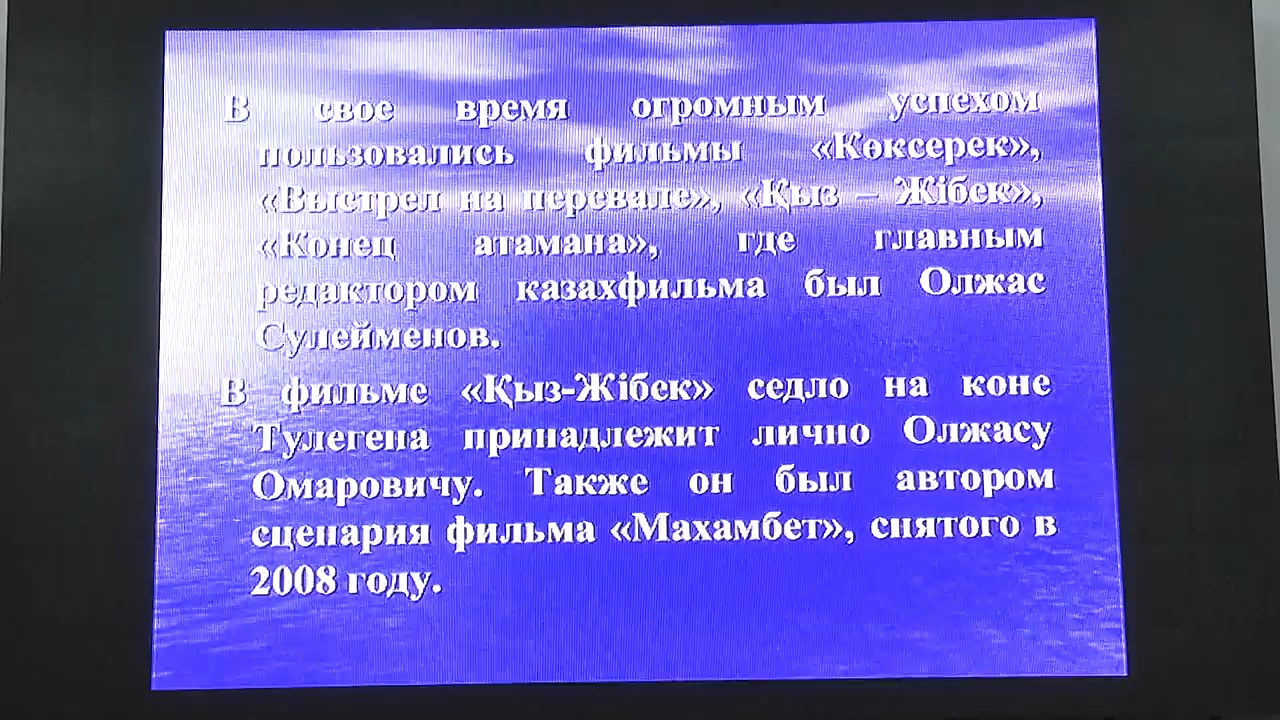 В свое время огромным успехом
пользовались фильмы «Көксерек»,
«Выстрел на перевале», «Қыз – Жібек»,
«Конец атамана», где главным
редактором казахфильма был Олжас
Сулейменов.
В фильме «Қыз-Жібек» седло на коне
Тулегена принадлежит лично Олжасу
Омаровичу. Также он был автором
сценария фильма «Махамбет», снятого в
2008 году.